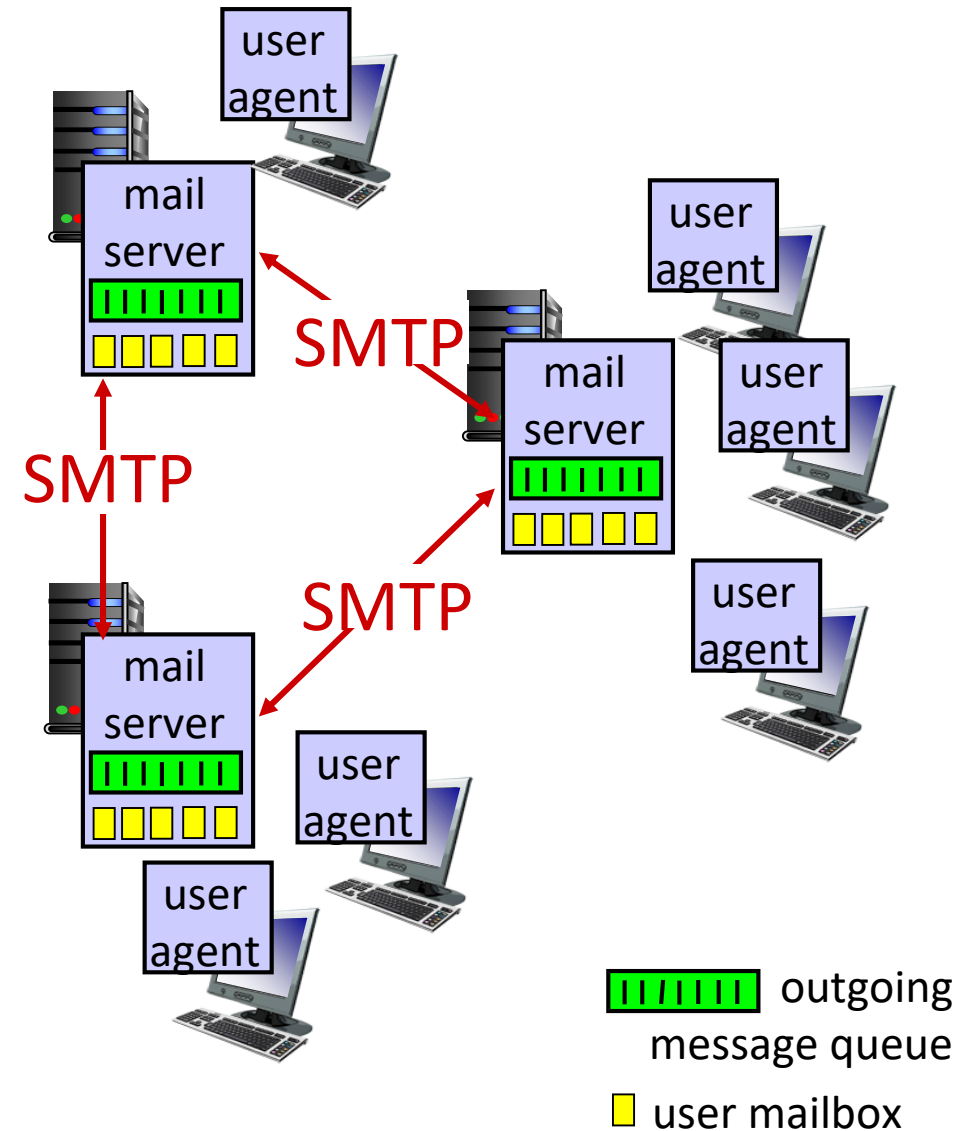 user
agent
mail
server
user
agent
SMTP
mail
server
user
agent
SMTP
SMTP
user
agent
mail
server
user
agent
user
agent
outgoing
message queue
user mailbox